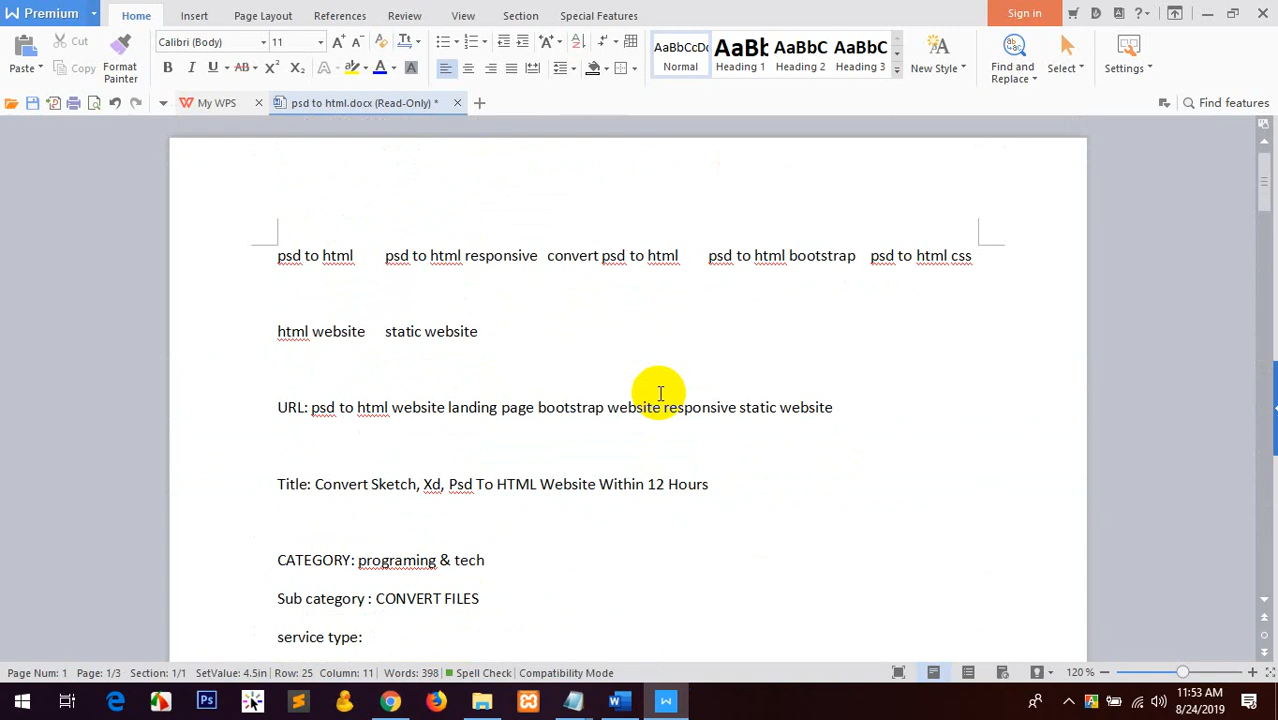 Premium Home Insert Page Layout References Review View Section Special Features Sign in
Cut Calibri (Body) 11
Paste Copy Format Painter B I U AB X² X₂ A A A
AaBbCcDc AaBb AaBbC AaBbC
Normal Heading 1 Heading 2 Heading 3 New Style Find and Replace Select Settings
My WPS psd to html.docx (Read-Only) * Find features
psd to html psd to html responsive convert psd to html psd to html bootstrap psd to html css
html website static website
URL: psd to html website landing page bootstrap website responsive static website
Title: Convert Sketch, Xd, Psd To HTML Website Within 12 Hours
CATEGORY: programing & tech
Sub category : CONVERT FILES
service type:
Page Num: 1 Page: 1/3 Section: 1/1 SetValue: 4.5in Row: 25 Column: 11 Words: 398 Spell Check Compatibility Mode 120 %
11:53 AM
8/24/2019